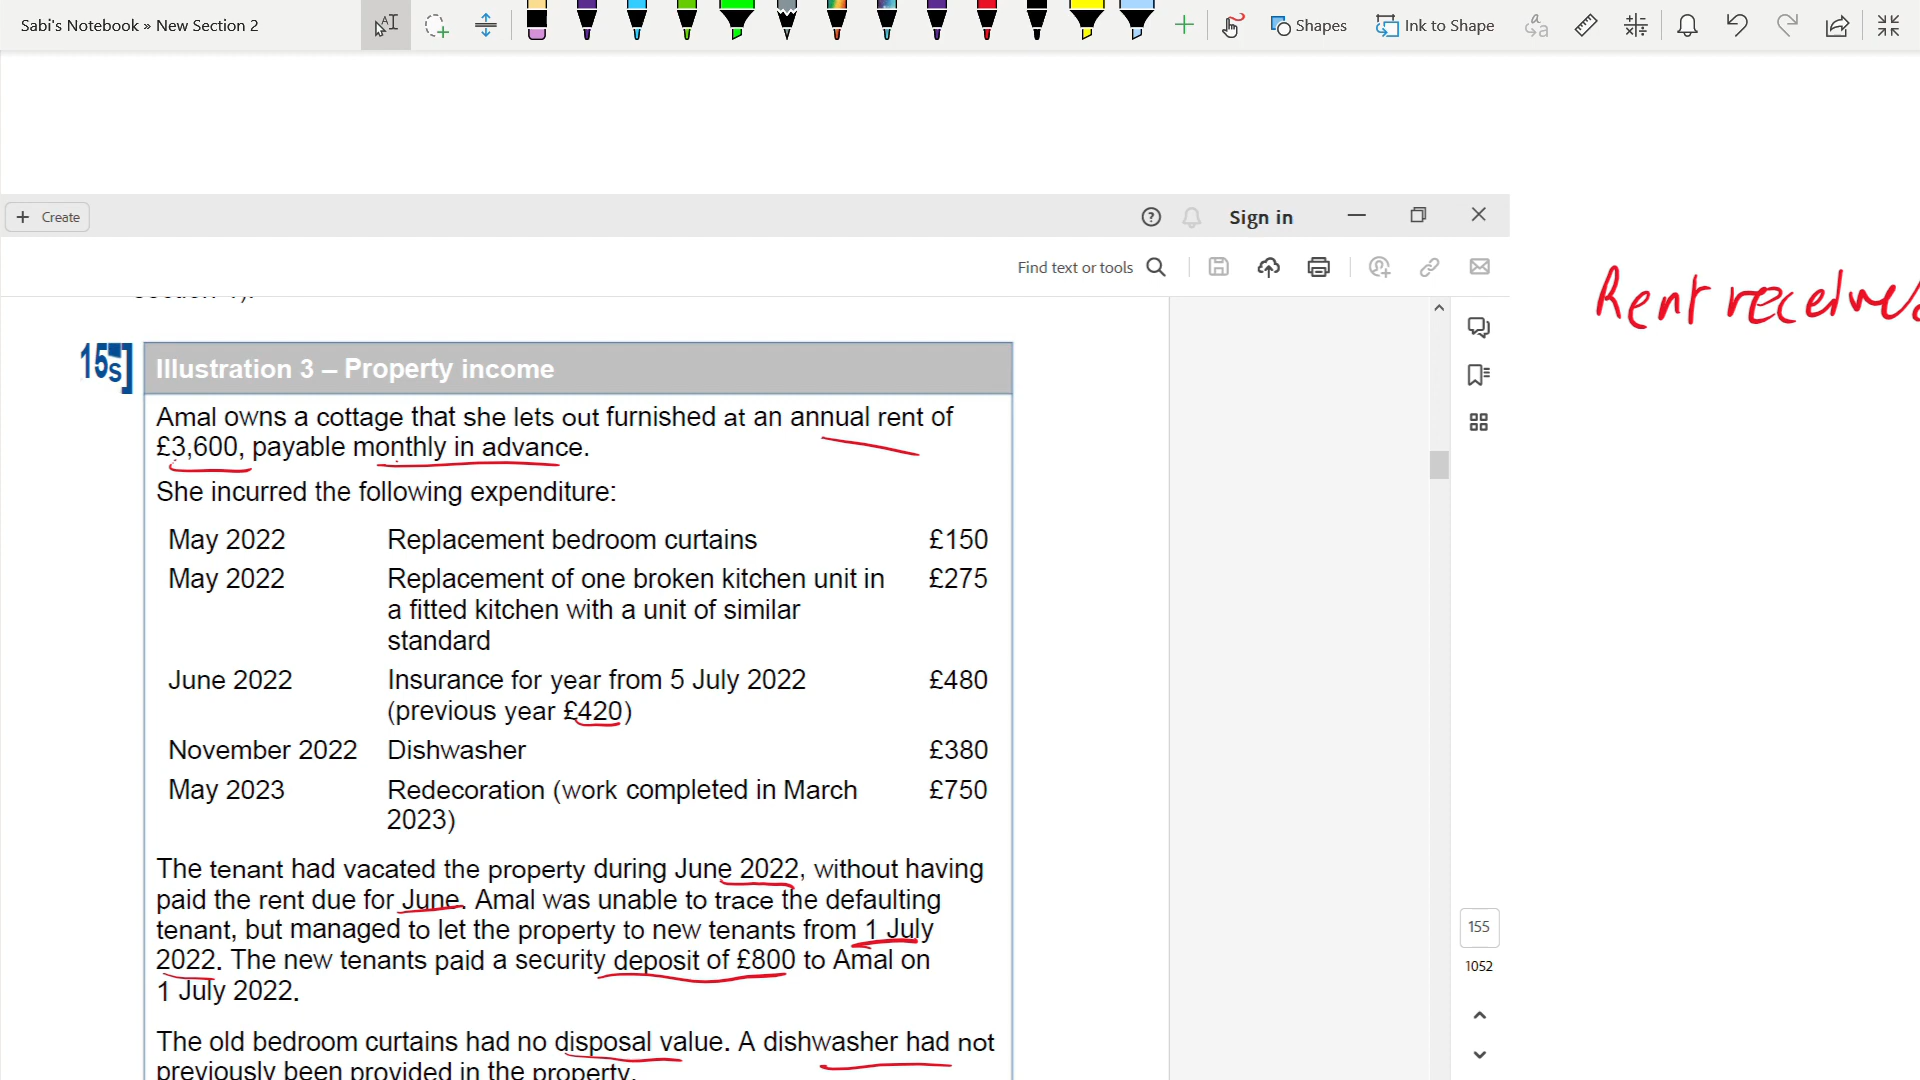 Sabi's Notebook » New Section 2
Shapes
Ink to Shape
Create
Sign in
Find text or tools
Rent received
15s]
Illustration 3 – Property income
Amal owns a cottage that she lets out furnished at an annual rent of
£3,600, payable monthly in advance.
She incurred the following expenditure:
May 2022 Replacement bedroom curtains £150
May 2022 Replacement of one broken kitchen unit in £275
a fitted kitchen with a unit of similar
standard
June 2022 Insurance for year from 5 July 2022 £480
(previous year £420)
November 2022 Dishwasher £380
May 2023 Redecoration (work completed in March £750
2023)
The tenant had vacated the property during June 2022, without having
paid the rent due for June. Amal was unable to trace the defaulting
tenant, but managed to let the property to new tenants from 1 July
2022. The new tenants paid a security deposit of £800 to Amal on
1 July 2022.
The old bedroom curtains had no disposal value. A dishwasher had not
previously been provided in the property.
155
1052